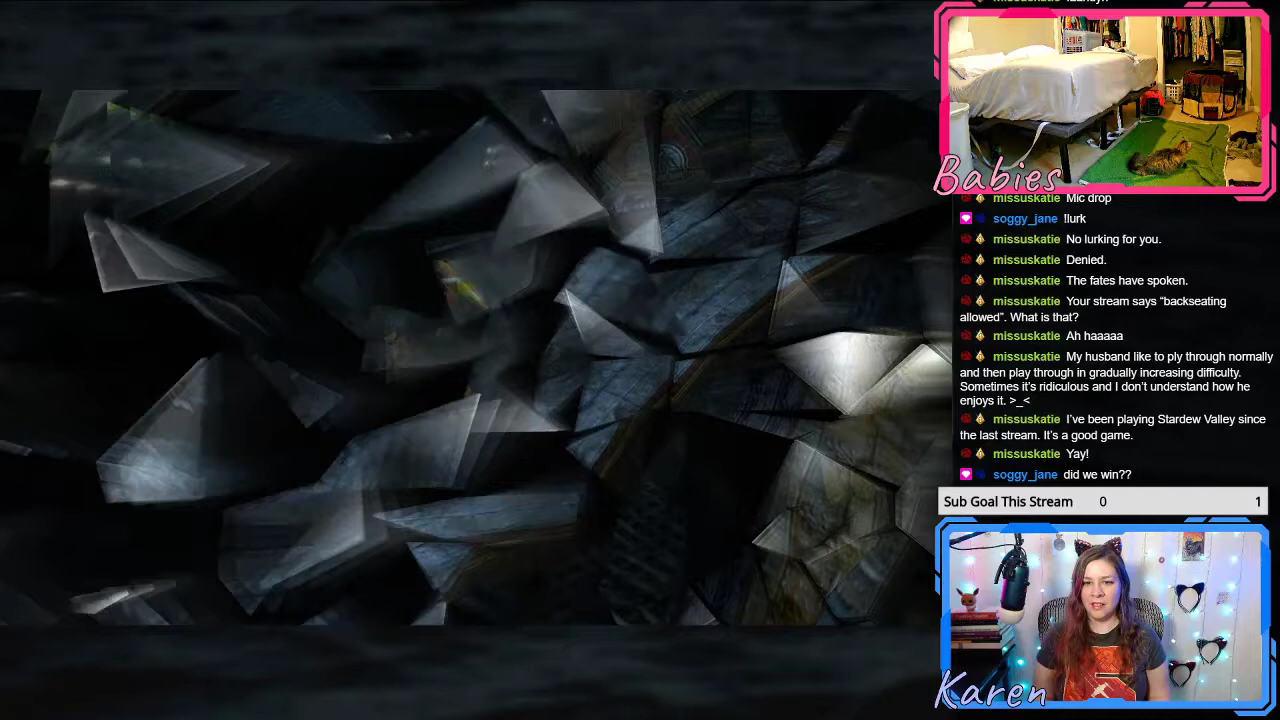 Babies
missuskatie Mic drop
soggy_jane !lurk
missuskatie No lurking for you.
missuskatie Denied.
missuskatie The fates have spoken.
missuskatie Your stream says “backseating
allowed”. What is that?
missuskatie Ah haaaaa
missuskatie My husband like to ply through normally
and then play through in gradually increasing difficulty.
Sometimes it’s ridiculous and I don’t understand how he
enjoys it. >_<
missuskatie I’ve been playing Stardew Valley since
the last stream. It’s a good game.
missuskatie Yay!
soggy_jane did we win??
Sub Goal This Stream 0 1
Karen